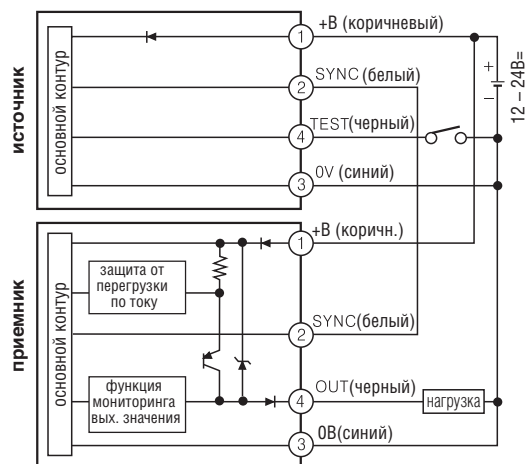 источник
основной контур
1
+В (коричневый)
2
SYNC (белый)
4
TEST (черный)
3
0V (синий)
+
−
12 – 24В=
приемник
основной контур
защита от
перегрузки
по току
функция
мониторинга
вых. значения
1
+В (коричн.)
2
SYNC(белый)
4
OUT(черный)
нагрузка
3
0В(синий)